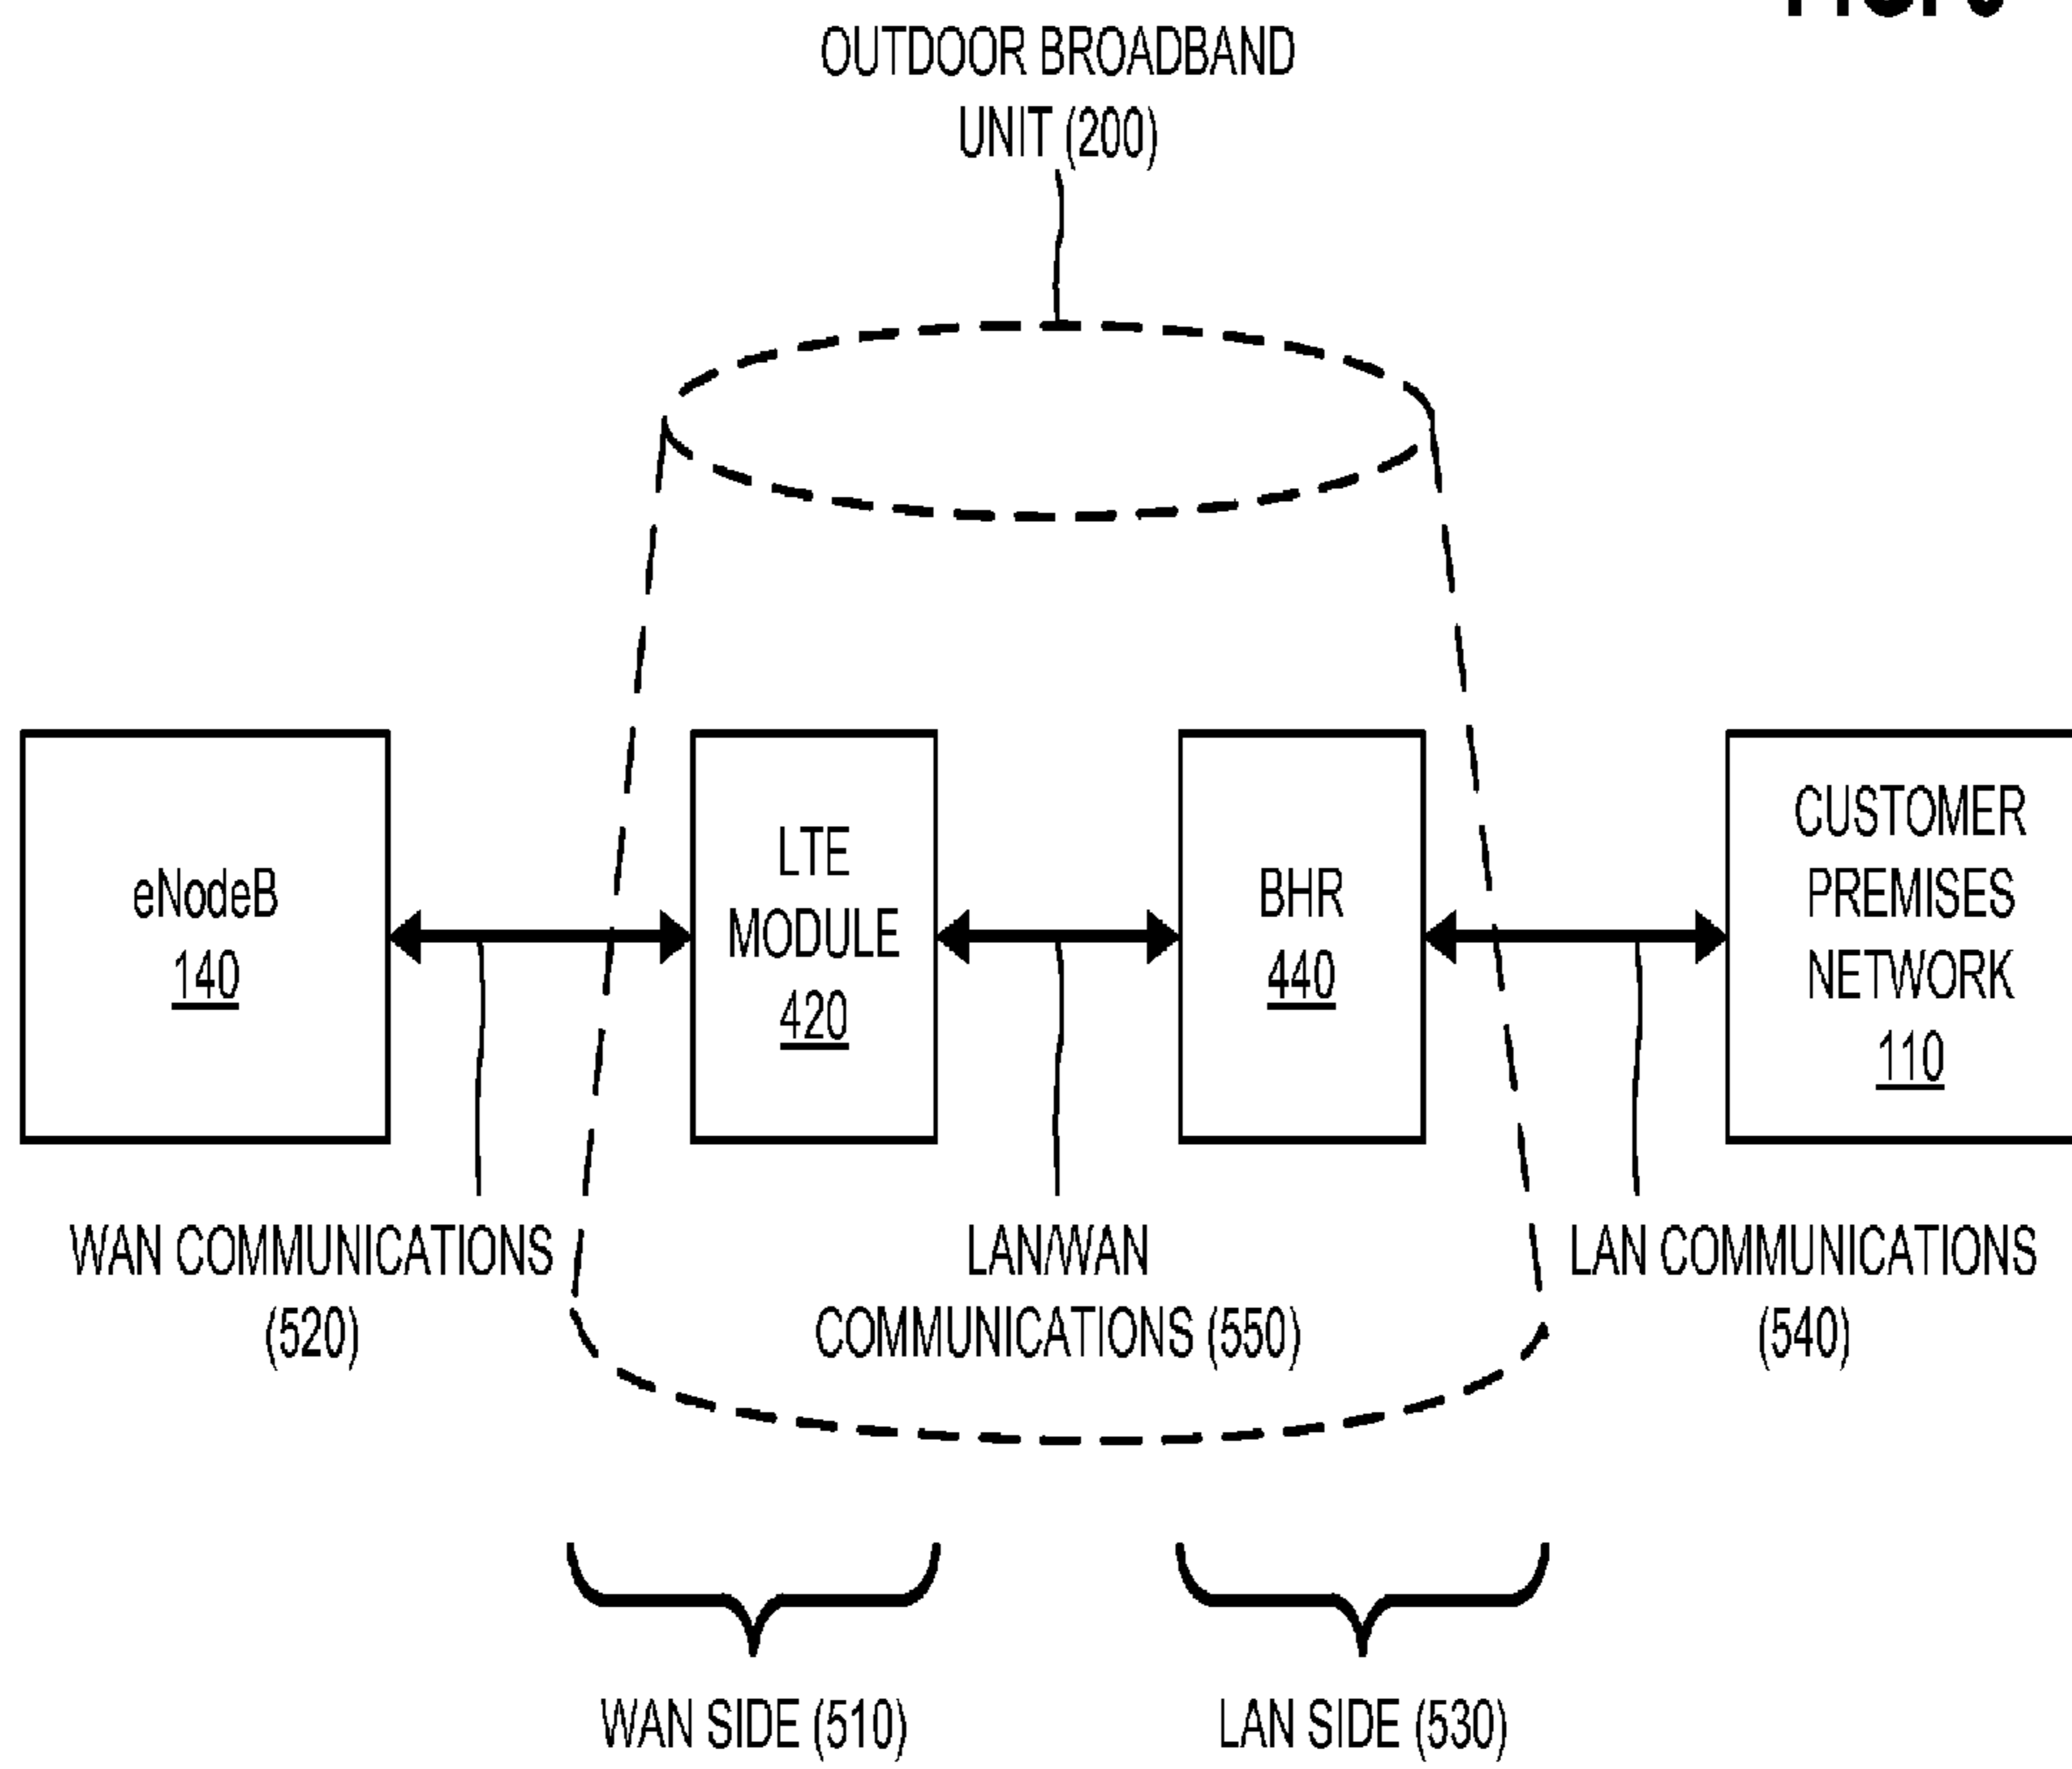 OUTDOOR BROADBAND
UNIT (200)
eNodeB
140
LTE
MODULE
420
BHR
440
CUSTOMER
PREMISES
NETWORK
110
WAN COMMUNICATIONS
(520)
LAN/WAN
COMMUNICATIONS (550)
LAN COMMUNICATIONS
(540)
WAN SIDE (510)
LAN SIDE (530)